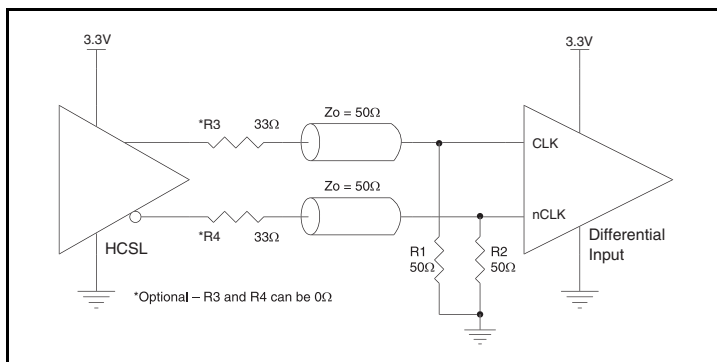 3.3V
3.3V
*R3 33Ω
Zo = 50Ω
CLK
Zo = 50Ω
nCLK
*R4 33Ω
HCSL
R1
50Ω
R2
50Ω
Differential
Input
*Optional – R3 and R4 can be 0Ω